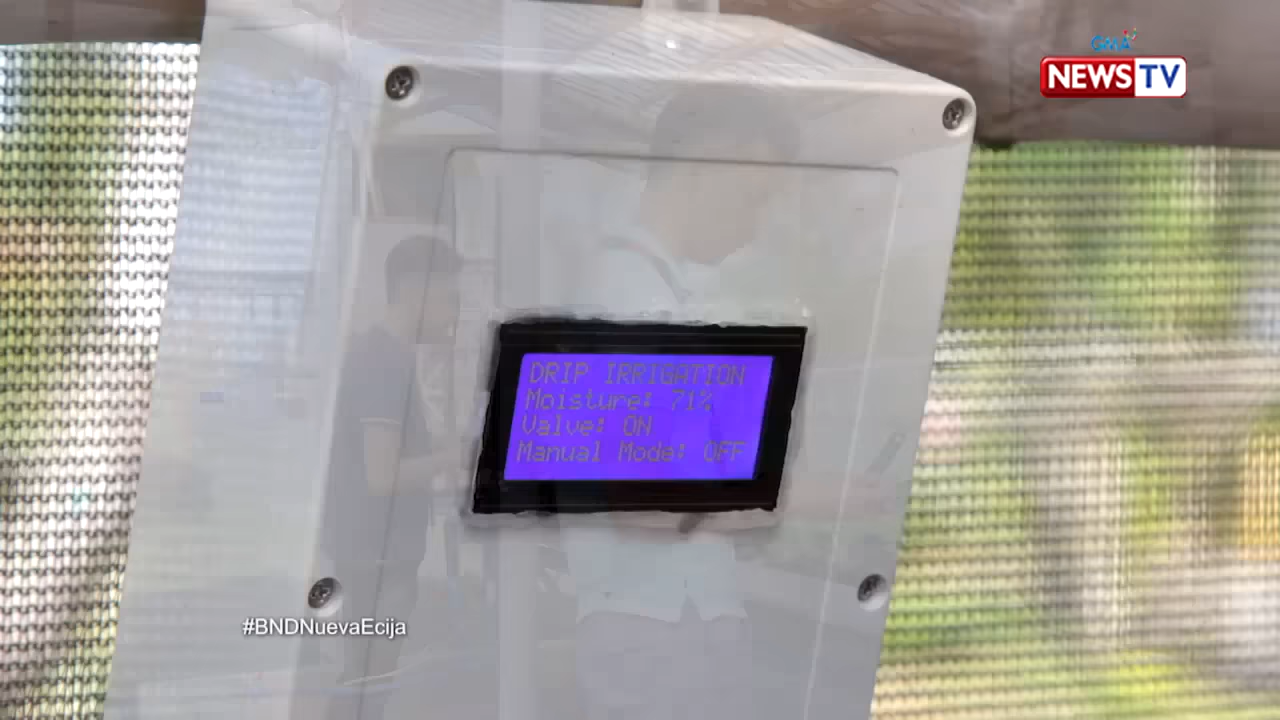 GMA
NEWS TV
DRIP IRRIGATION
Moisture: 71%
Valve: ON
Manual Mode: OFF
#BNDNuevaEcija